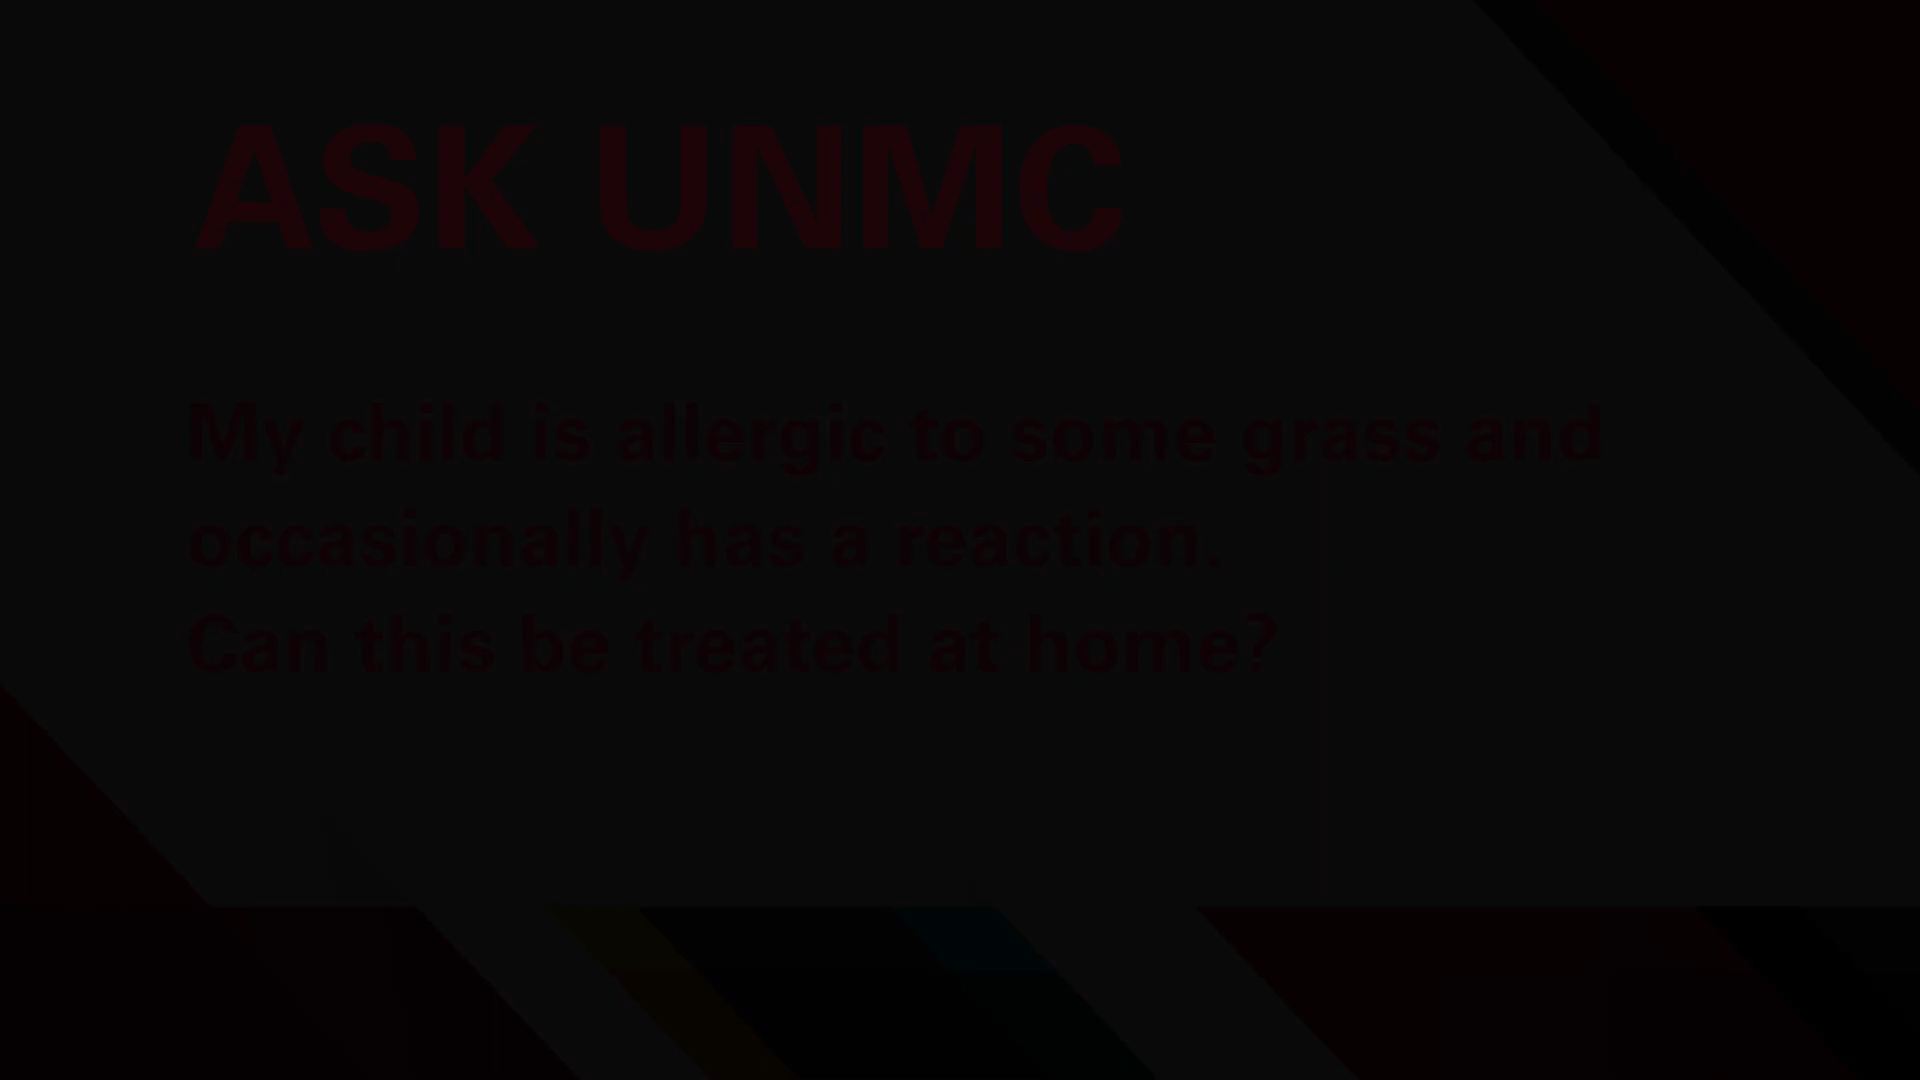 ASK UNMC
My child is allergic to some grass and
occasionally has a reaction.
Can this be treated at home?